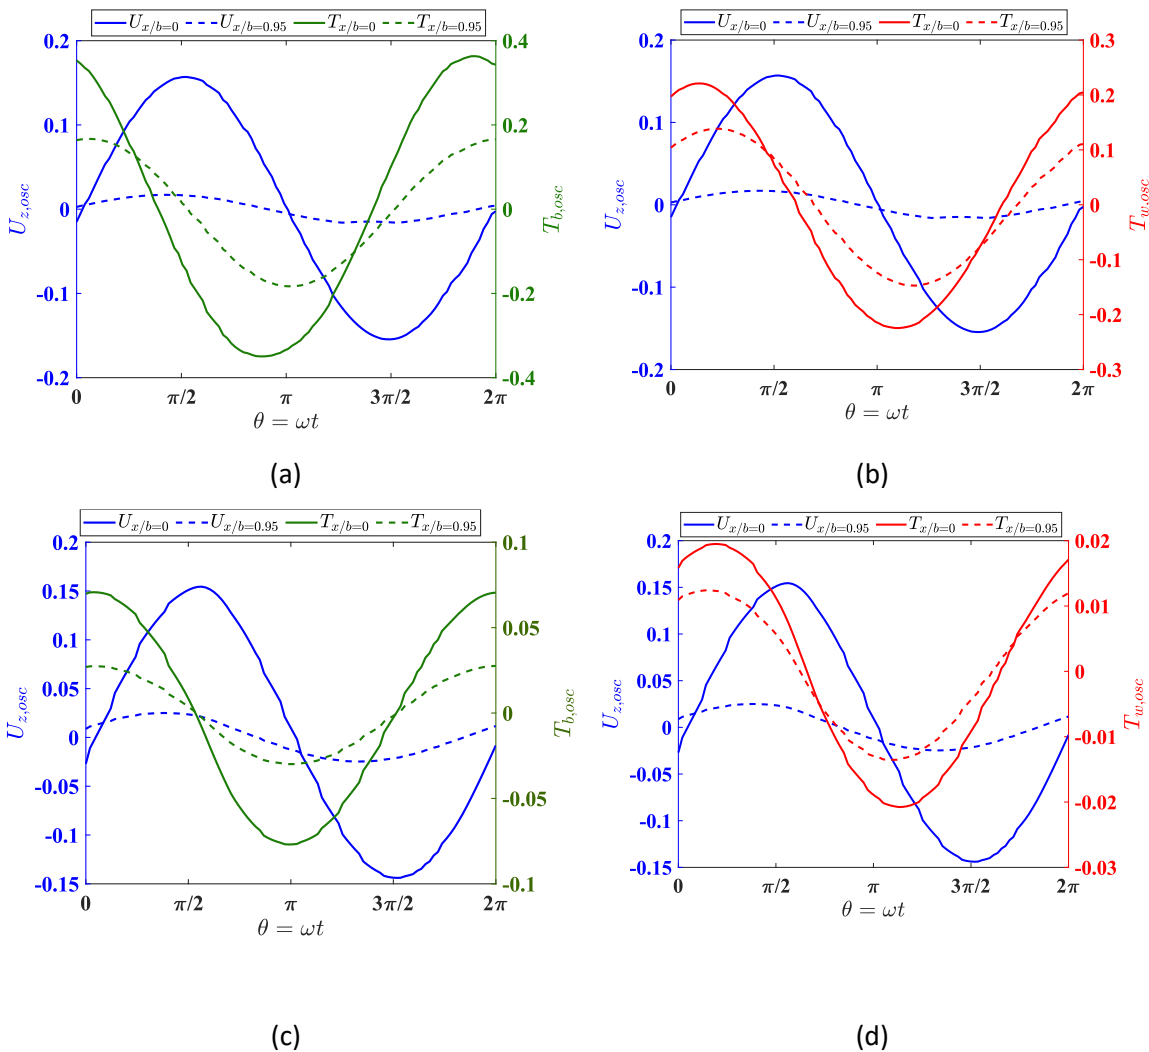 U_{x/b=0} U_{x/b=0.95} T_{x/b=0} T_{x/b=0.95}
0.2
0.1
0
-0.1
-0.2
U_{z,osc}
0.4
0.2
0
-0.2
-0.4
T_{b,osc}
0 π/2 π 3π/2 2π
θ = ωt
(a)
U_{x/b=0} U_{x/b=0.95} T_{x/b=0} T_{x/b=0.95}
0.2
0.1
0
-0.1
-0.2
U_{z,osc}
0.3
0.2
0.1
0
-0.1
-0.2
-0.3
T_{w.osc}
0 π/2 π 3π/2 2π
θ = ωt
(b)
U_{x/b=0} U_{x/b=0.95} T_{x/b=0} T_{x/b=0.95}
0.2
0.15
0.1
0.05
0
-0.05
-0.1
-0.15
U_{z,osc}
0.1
0.05
0
-0.05
-0.1
T_{b,osc}
0 π/2 π 3π/2 2π
θ = ωt
(c)
U_{x/b=0} U_{x/b=0.95} T_{x/b=0} T_{x/b=0.95}
0.2
0.15
0.1
0.05
0
-0.05
-0.1
-0.15
U_{z,osc}
0.02
0.01
0
-0.01
-0.02
-0.03
T_{w,osc}
0 π/2 π 3π/2 2π
θ = ωt
(d)